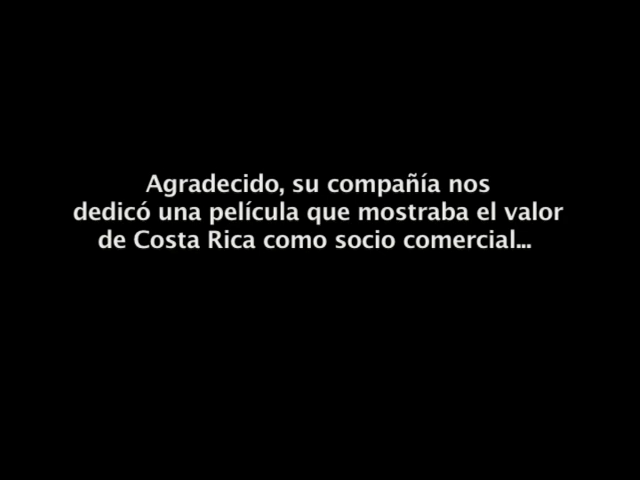 Agradecido, su compañía nos
dedicó una película que mostraba el valor
de Costa Rica como socio comercial...